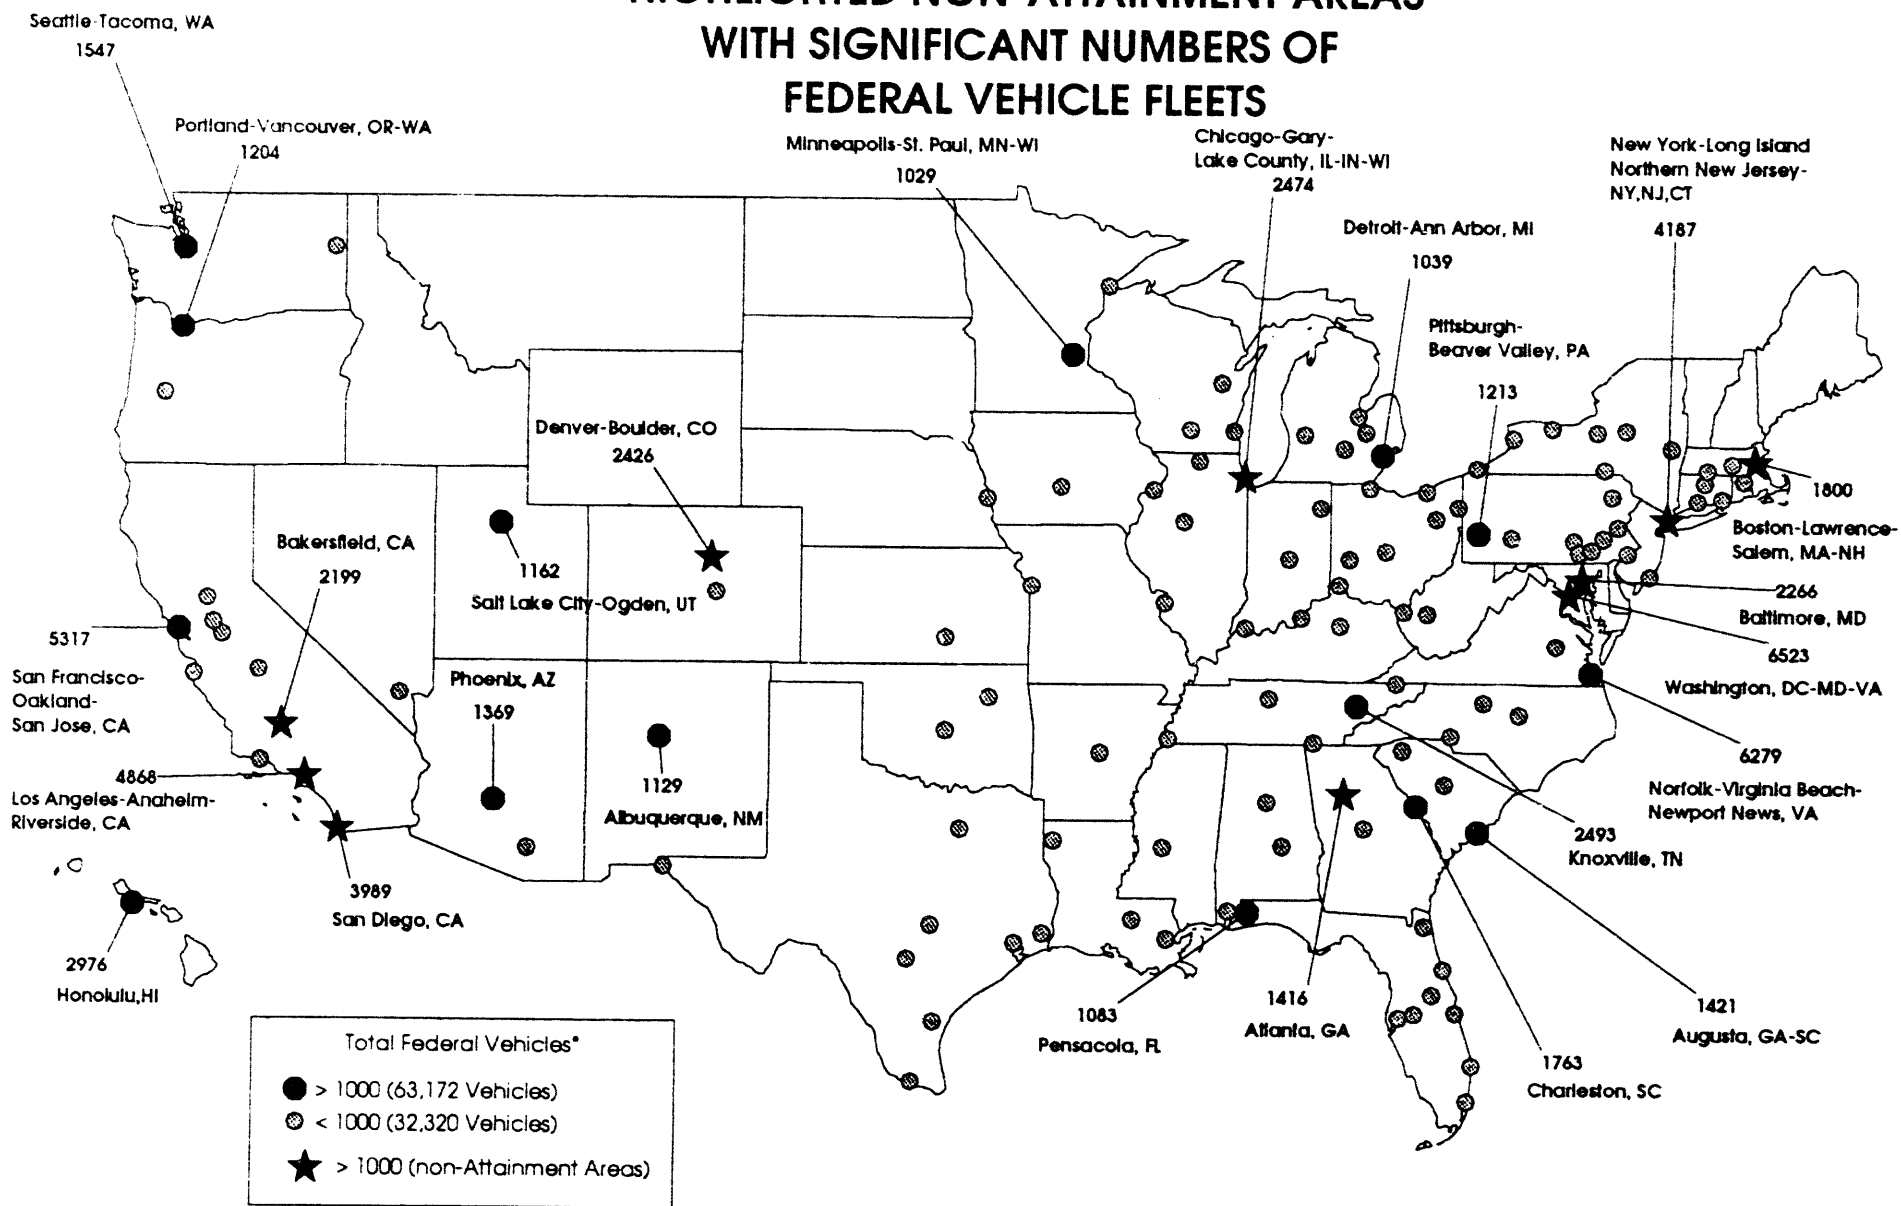 HIGHLIGHTED NON-ATTAINMENT AREAS
WITH SIGNIFICANT NUMBERS OF
FEDERAL VEHICLE FLEETS
Seattle-Tacoma, WA
1547
Portland-Vancouver, OR-WA
1204
Minneapolis-St. Paul, MN-WI
1029
Chicago-Gary-
Lake County, IL-IN-WI
2474
New York-Long Island
Northern New Jersey-
NY,NJ,CT
4187
Detroit-Ann Arbor, MI
1039
Pittsburgh-
Beaver Valley, PA
1213
Denver-Boulder, CO
2426
1800
Boston-Lawrence-
Salem, MA-NH
Bakersfield, CA
2199
1162
Salt Lake City-Ogden, UT
2266
Baltimore, MD
5317
San Francisco-
Oakland-
San Jose, CA
6523
Washington, DC-MD-VA
Phoenix, AZ
1369
1129
Albuquerque, NM
6279
Norfolk-Virginia Beach-
Newport News, VA
4868
Los Angeles-Anaheim-
Riverside, CA
2493
Knoxville, TN
3989
San Diego, CA
2976
Honolulu,HI
1083
Pensacola, FL
1416
Atlanta, GA
1421
Augusta, GA-SC
1763
Charleston, SC
Total Federal Vehicles*
> 1000 (63,172 Vehicles)
< 1000 (32,320 Vehicles)
> 1000 (non-Attainment Areas)